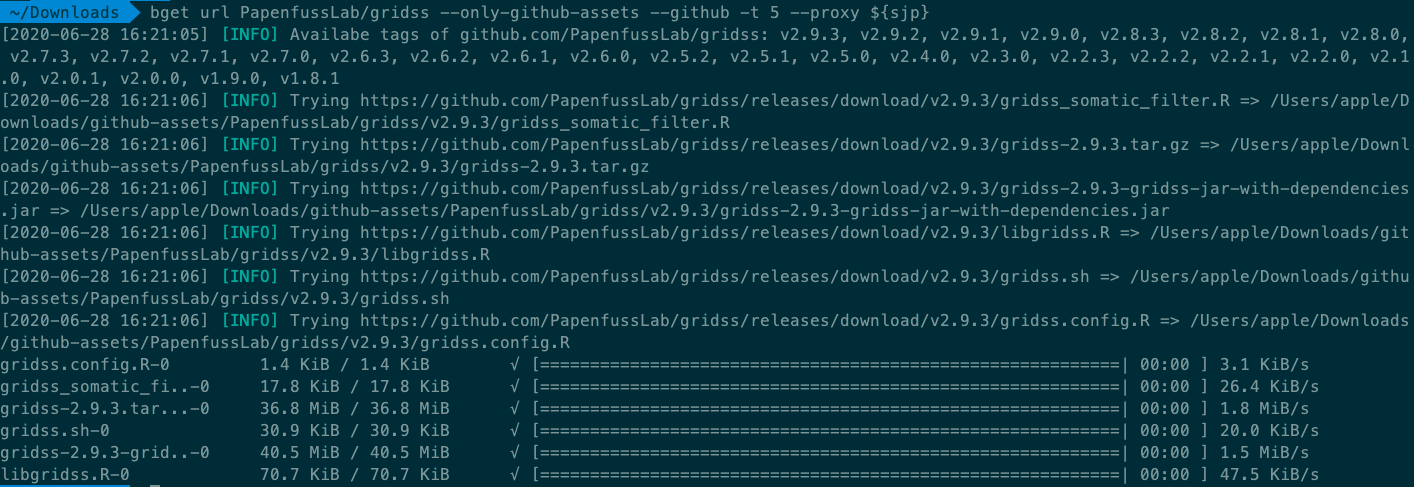 ~/Downloads bget url PapenfussLab/gridss --only-github-assets --github -t 5 --proxy ${sjp}
[2020-06-28 16:21:05] [INFO] Availabe tags of github.com/PapenfussLab/gridss: v2.9.3, v2.9.2, v2.9.1, v2.9.0, v2.8.3, v2.8.2, v2.8.1, v2.8.0,
 v2.7.3, v2.7.2, v2.7.1, v2.7.0, v2.6.3, v2.6.2, v2.6.1, v2.6.0, v2.5.2, v2.5.1, v2.5.0, v2.4.0, v2.3.0, v2.2.3, v2.2.2, v2.2.1, v2.2.0, v2.1
.0, v2.0.1, v2.0.0, v1.9.0, v1.8.1
[2020-06-28 16:21:06] [INFO] Trying https://github.com/PapenfussLab/gridss/releases/download/v2.9.3/gridss_somatic_filter.R => /Users/apple/D
ownloads/github-assets/PapenfussLab/gridss/v2.9.3/gridss_somatic_filter.R
[2020-06-28 16:21:06] [INFO] Trying https://github.com/PapenfussLab/gridss/releases/download/v2.9.3/gridss-2.9.3.tar.gz => /Users/apple/Downl
oads/github-assets/PapenfussLab/gridss/v2.9.3/gridss-2.9.3.tar.gz
[2020-06-28 16:21:06] [INFO] Trying https://github.com/PapenfussLab/gridss/releases/download/v2.9.3/gridss-2.9.3-gridss-jar-with-dependencies
.jar => /Users/apple/Downloads/github-assets/PapenfussLab/gridss/v2.9.3/gridss-2.9.3-gridss-jar-with-dependencies.jar
[2020-06-28 16:21:06] [INFO] Trying https://github.com/PapenfussLab/gridss/releases/download/v2.9.3/libgridss.R => /Users/apple/Downloads/git
hub-assets/PapenfussLab/gridss/v2.9.3/libgridss.R
[2020-06-28 16:21:06] [INFO] Trying https://github.com/PapenfussLab/gridss/releases/download/v2.9.3/gridss.sh => /Users/apple/Downloads/githu
b-assets/PapenfussLab/gridss/v2.9.3/gridss.sh
[2020-06-28 16:21:06] [INFO] Trying https://github.com/PapenfussLab/gridss/releases/download/v2.9.3/gridss.config.R => /Users/apple/Downloads
/github-assets/PapenfussLab/gridss/v2.9.3/gridss.config.R
gridss.config.R-0 1.4 KiB / 1.4 KiB √ [==========================================================| 00:00 ] 3.1 KiB/s
gridss_somatic_fi..-0 17.8 KiB / 17.8 KiB √ [==========================================================| 00:00 ] 26.4 KiB/s
gridss-2.9.3.tar...-0 36.8 MiB / 36.8 MiB √ [==========================================================| 00:00 ] 1.8 MiB/s
gridss.sh-0 30.9 KiB / 30.9 KiB √ [==========================================================| 00:00 ] 20.0 KiB/s
gridss-2.9.3-grid..-0 40.5 MiB / 40.5 MiB √ [==========================================================| 00:00 ] 1.5 MiB/s
libgridss.R-0 70.7 KiB / 70.7 KiB √ [==========================================================| 00:00 ] 47.5 KiB/s